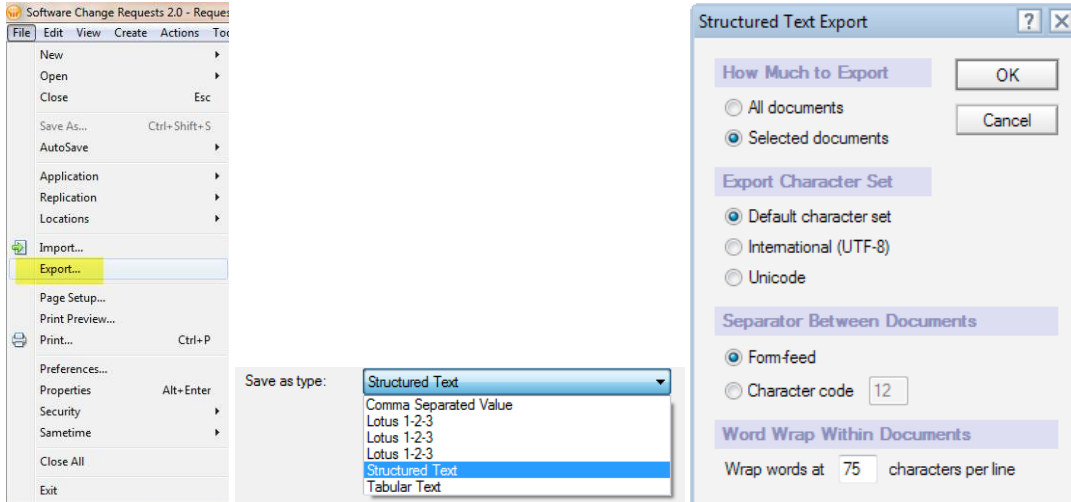 Software Change Requests 2.0 - Reques
File Edit View Create Actions Too
New
Open
Close Esc
Save As... Ctrl+Shift+S
AutoSave
Application
Replication
Locations
Import...
Export...
Page Setup...
Print Preview...
Print... Ctrl+P
Preferences...
Properties Alt+Enter
Security
Sametime
Close All
Exit
Save as type: Structured Text
Comma Separated Value
Lotus 1-2-3
Lotus 1-2-3
Lotus 1-2-3
Structured Text
Tabular Text
Structured Text Export ? X
How Much to Export
OK
All documents
Cancel
Selected documents
Export Character Set
Default character set
International (UTF-8)
Unicode
Separator Between Documents
Form-feed
Character code 12
Word Wrap Within Documents
Wrap words at 75 characters per line